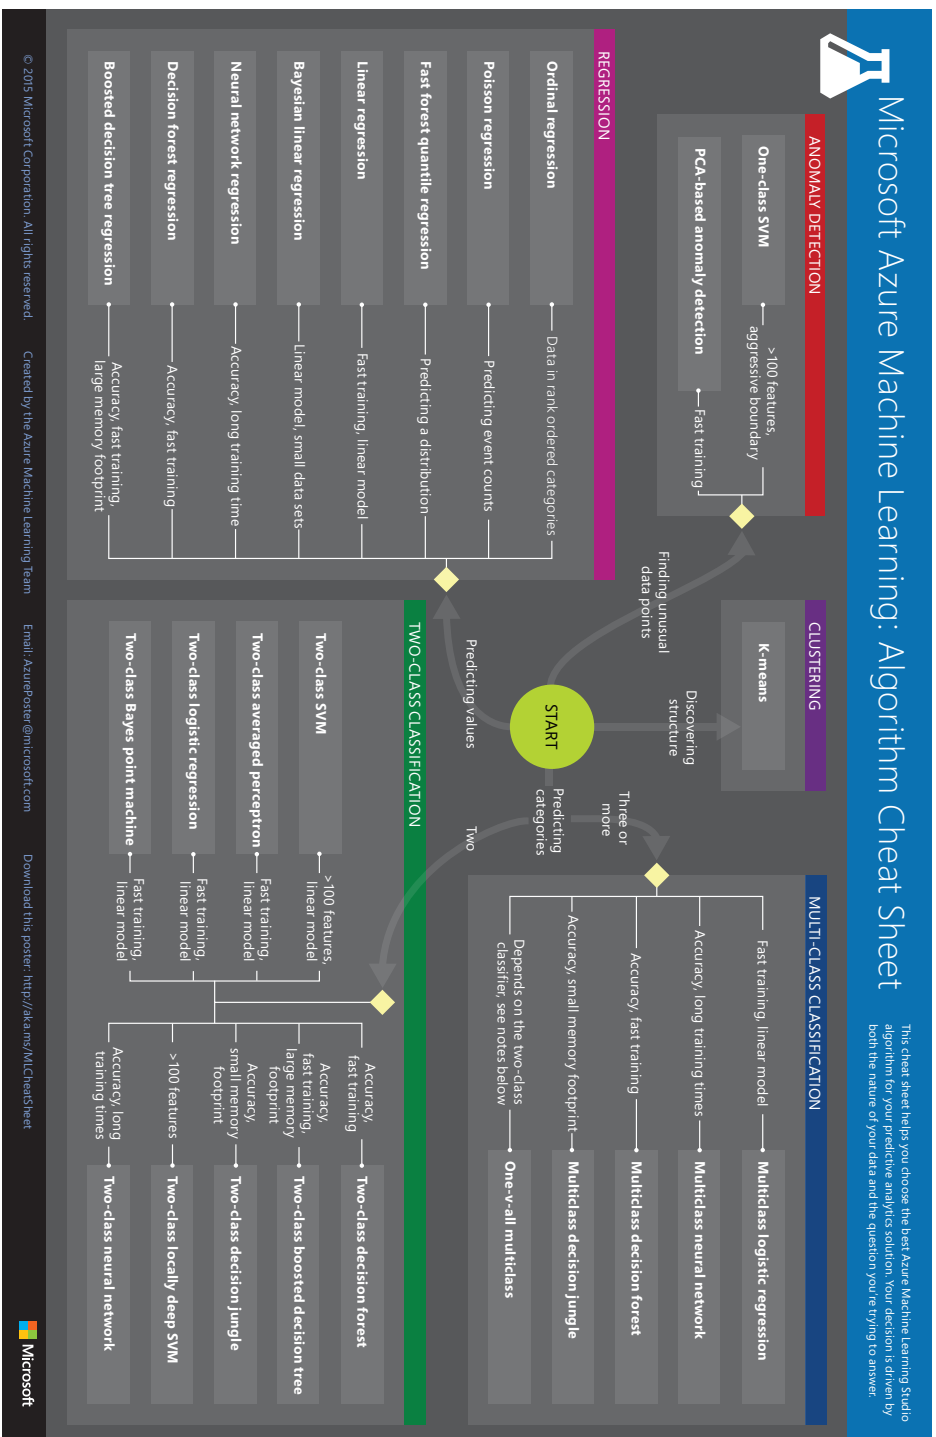 Microsoft Azure Machine Learning: Algorithm Cheat Sheet
This cheat sheet helps you choose the best Azure Machine Learning Studio
algorithm for your predictive analytics solution. Your decision is driven by
both the nature of your data and the question you're trying to answer.
ANOMALY DETECTION
One-class SVM
>100 features,
aggressive boundary
PCA-based anomaly detection
Fast training
CLUSTERING
K-means
MULTI-CLASS CLASSIFICATION
Fast training, linear model
Multiclass logistic regression
Accuracy, long training times
Multiclass neural network
Accuracy, fast training
Multiclass decision forest
Accuracy, small memory footprint
Multiclass decision jungle
Depends on the two-class
classifier, see notes below
One-v-all multiclass
Finding unusual
data points
Discovering
structure
START
Predicting values
Predicting
categories
Three or
more
Two
REGRESSION
Ordinal regression
Data in rank ordered categories
Poisson regression
Predicting event counts
Fast forest quantile regression
Predicting a distribution
Linear regression
Fast training, linear model
Bayesian linear regression
Linear model, small data sets
Neural network regression
Accuracy, long training time
Decision forest regression
Accuracy, fast training
Boosted decision tree regression
Accuracy, fast training,
large memory footprint
TWO-CLASS CLASSIFICATION
Two-class SVM
>100 features,
linear model
Two-class averaged perceptron
Fast training,
linear model
Two-class logistic regression
Fast training,
linear model
Two-class Bayes point machine
Fast training,
linear model
Accuracy,
fast training
Two-class decision forest
Accuracy,
fast training,
large memory
footprint
Two-class boosted decision tree
Accuracy,
small memory
footprint
Two-class decision jungle
>100 features
Two-class locally deep SVM
Accuracy, long
training times
Two-class neural network
© 2015 Microsoft Corporation. All rights reserved.
Created by the Azure Machine Learning Team
Email: AzurePoster@microsoft.com
Download this poster: http://aka.ms/MLCheatSheet
Microsoft